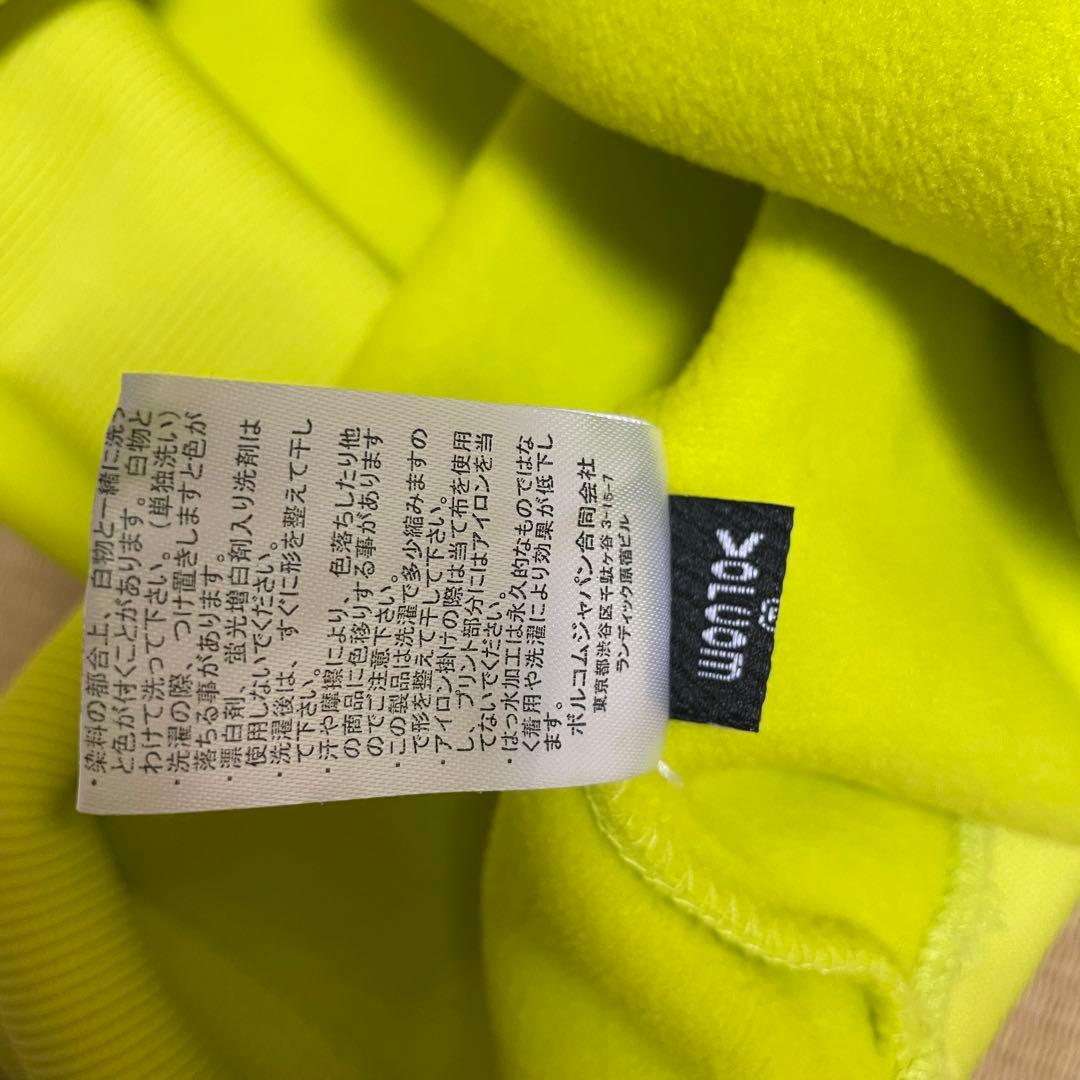 ・染料の都合上、白物と一緒に洗っ
と色が付くことがあります。白物と
わけて洗って下さい。(単独洗い)
・洗濯の際、つけ置きしますと色が
落ちる事があります。
・漂白剤、蛍光増白剤入り洗剤は
使用しないでください。
・洗濯後は、すぐに形を整えて干し
て下さい。
・汗や摩擦により、色落ちしたり他
の商品に色移りする事があります
のでご注意下さい。
・この製品は洗濯で多少縮みますの
で形を整えて干して下さい。
・アイロン掛けの際は当て布を使用
し、プリント部分にはアイロンを当
てないでください。
・はっ水加工は永久的なものではな
く着用や洗濯により効果が低下し
ます。
ボルコムジャパン合同会社
東京都渋谷区千駄ケ谷 3-15-7
ランディック原宿ビル
VOLCOM